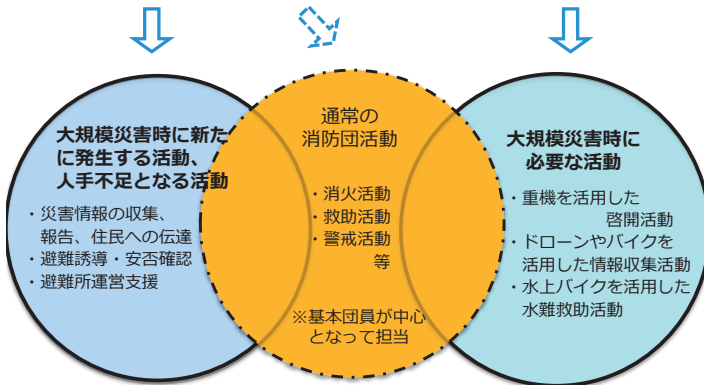 大規模災害時に新た
に発生する活動、
人手不足となる活動
・災害情報の収集、
報告、住民への伝達
・避難誘導・安否確認
・避難所運営支援
通常の
消防団活動
・消火活動
・救助活動
・警戒活動
等
※基本団員が中心
となって担当
大規模災害時に
必要な活動
・重機を活用した
啓開活動
・ドローンやバイクを
活用した情報収集活動
・水上バイクを活用した
水難救助活動